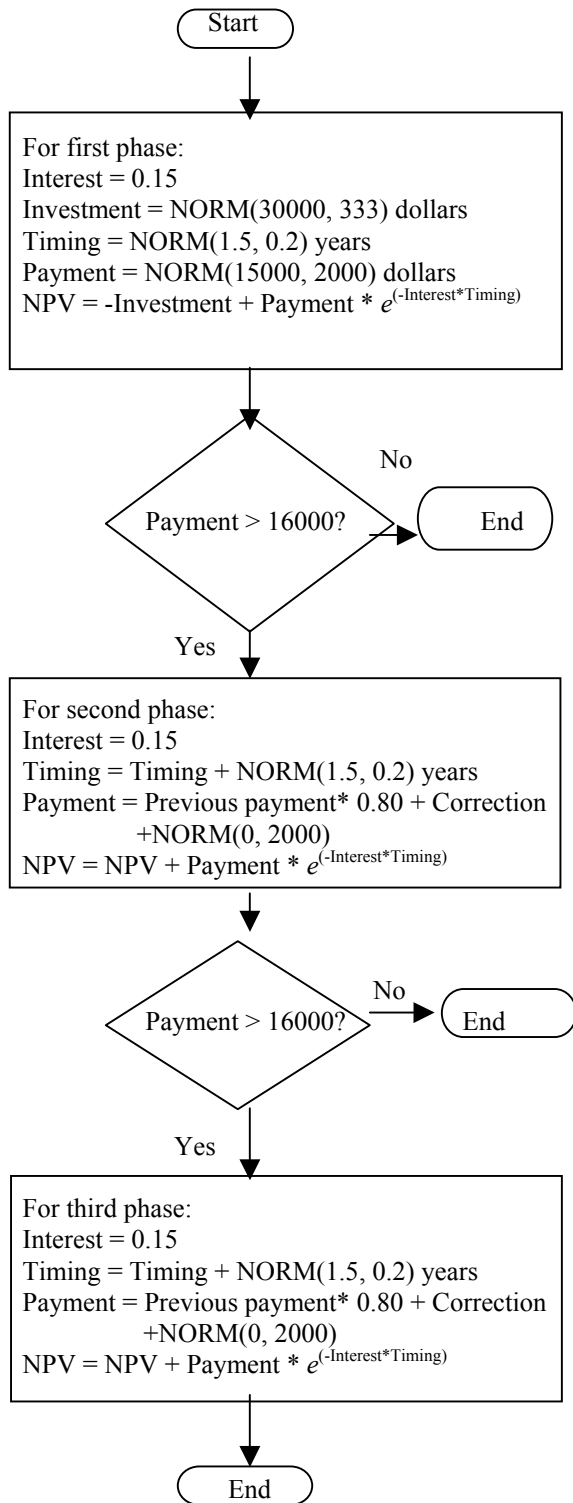 Start
For first phase:
Interest = 0.15
Investment = NORM(30000, 333) dollars
Timing = NORM(1.5, 0.2) years
Payment = NORM(15000, 2000) dollars
NPV = -Investment + Payment * e^(-Interest*Timing)
No
Payment > 16000?
End
Yes
For second phase:
Interest = 0.15
Timing = Timing + NORM(1.5, 0.2) years
Payment = Previous payment* 0.80 + Correction
+NORM(0, 2000)
NPV = NPV + Payment * e^(-Interest*Timing)
No
Payment > 16000?
End
Yes
For third phase:
Interest = 0.15
Timing = Timing + NORM(1.5, 0.2) years
Payment = Previous payment* 0.80 + Correction
+NORM(0, 2000)
NPV = NPV + Payment * e^(-Interest*Timing)
End